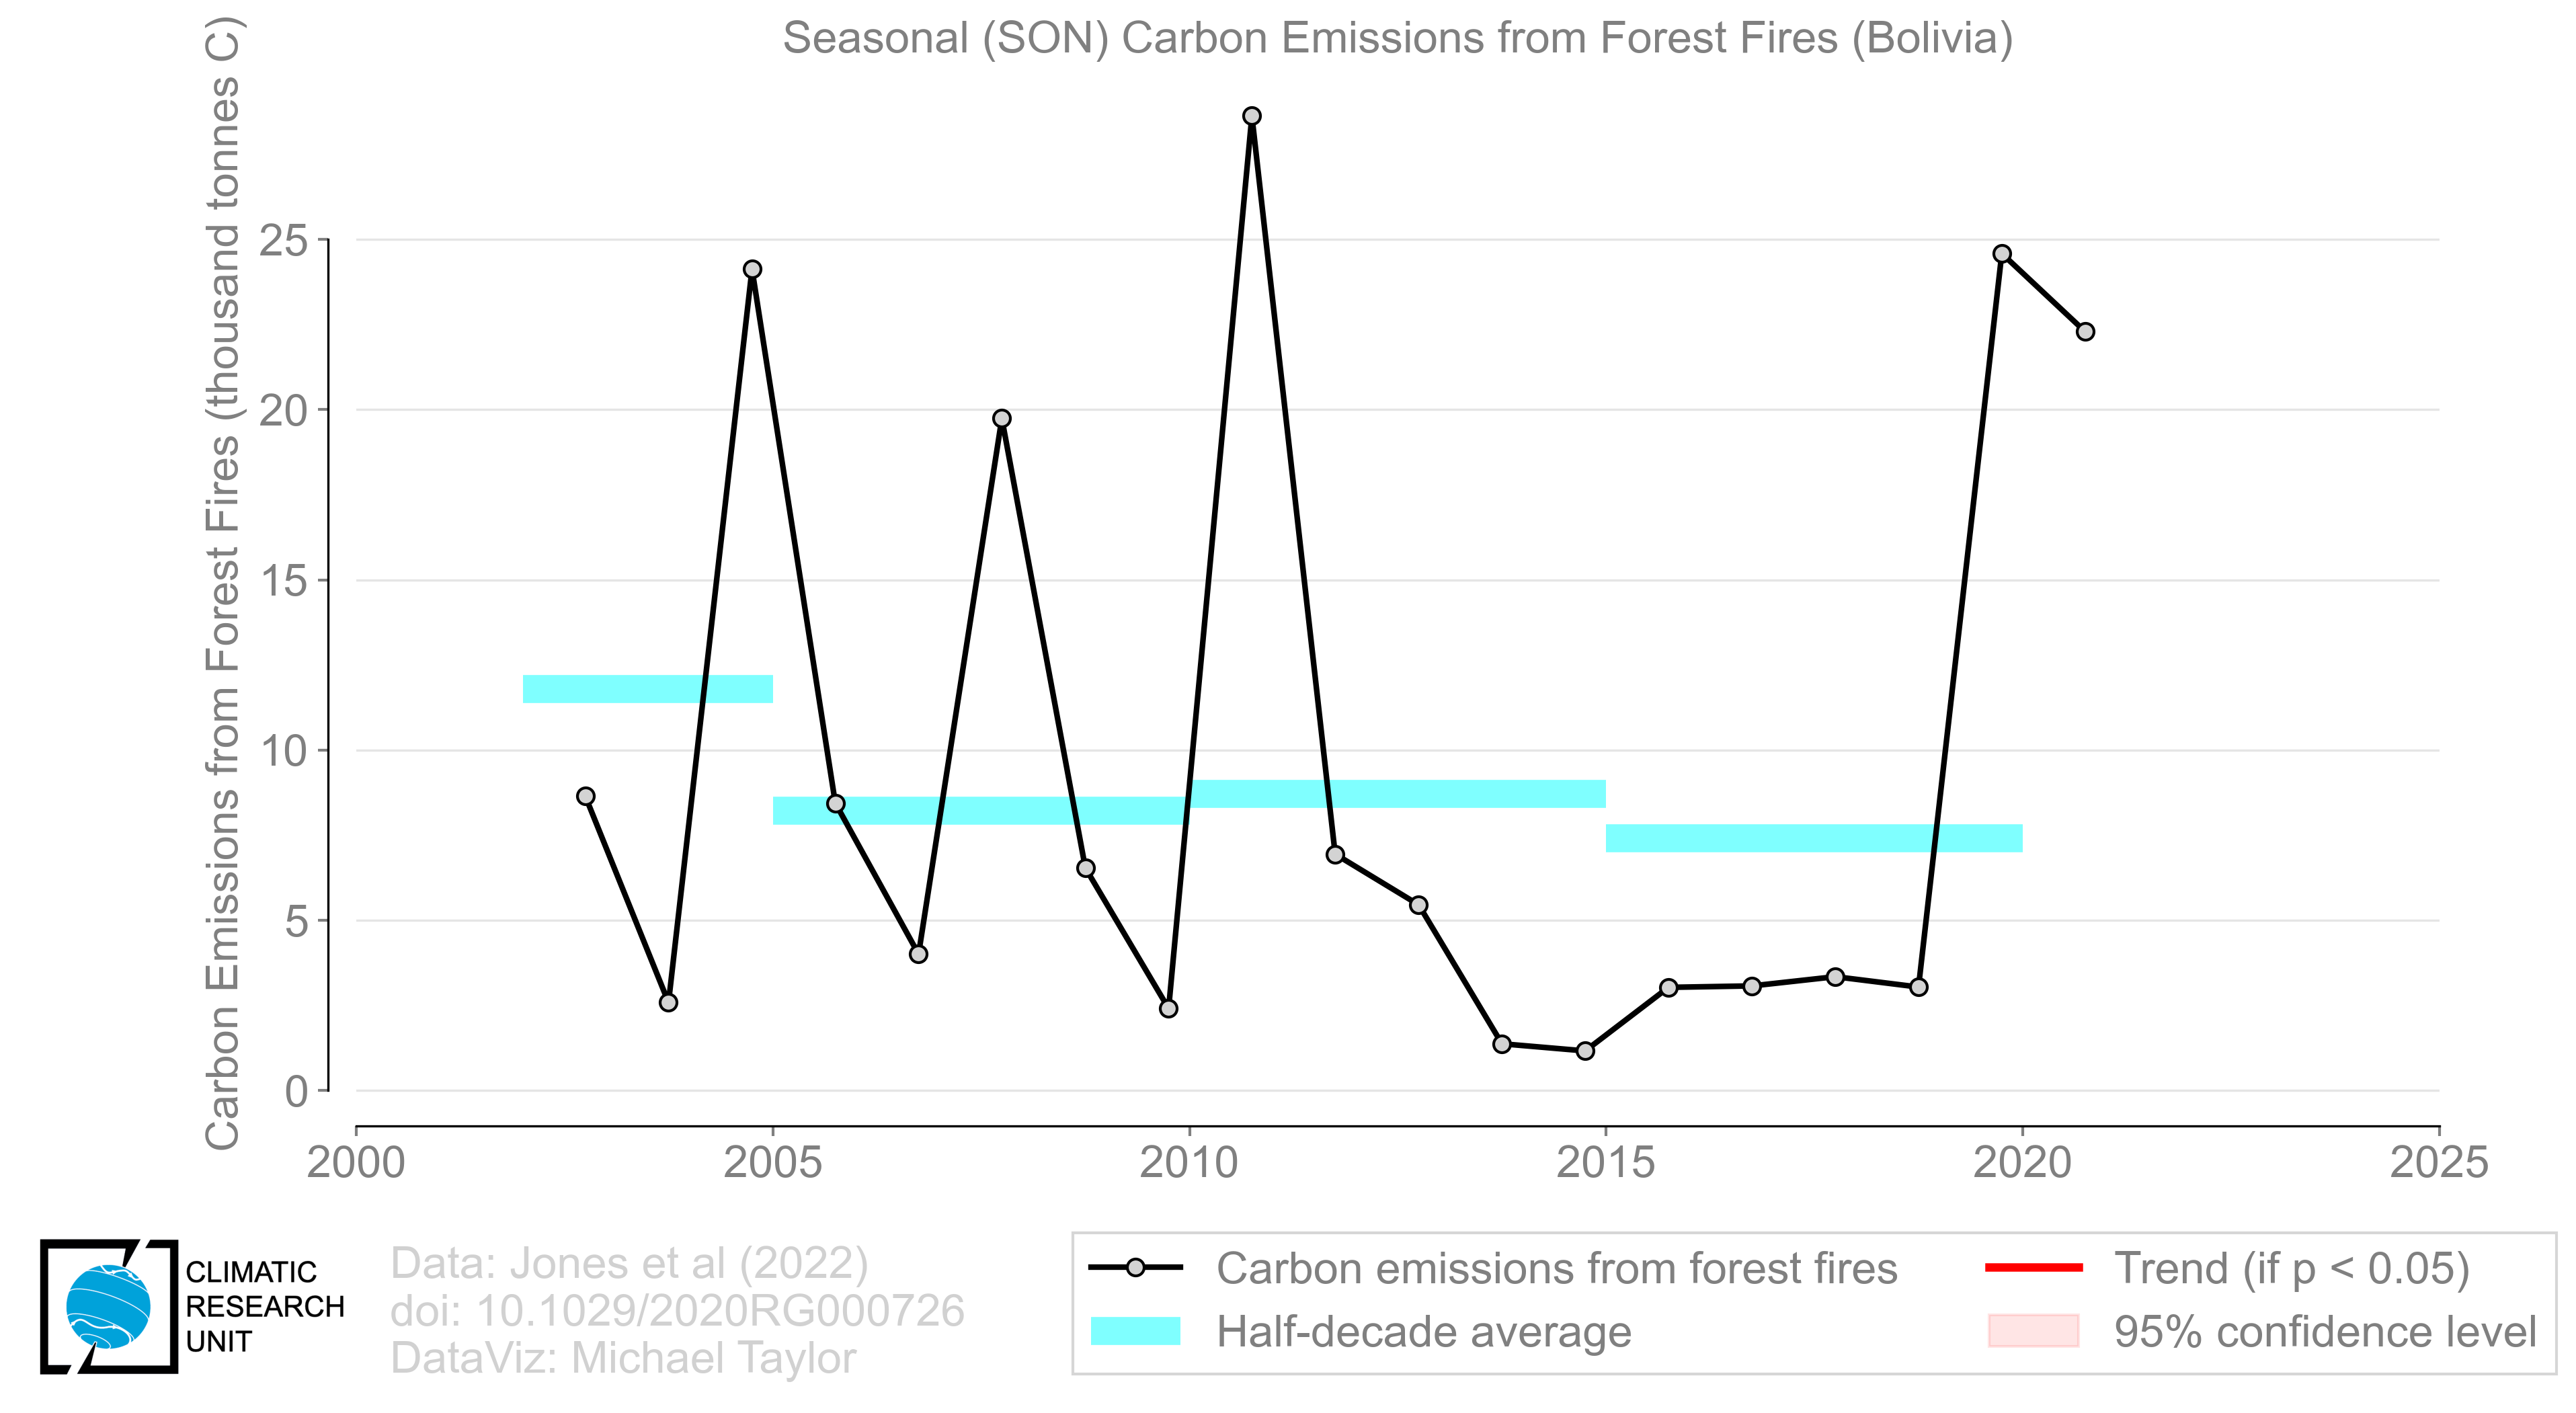 Seasonal (SON) Carbon Emissions from Forest Fires (Bolivia)
Carbon Emissions from Forest Fires (thousand tonnes C)
25
20
15
10
5
0
2000 2005 2010 2015 2020 2025
CLIMATIC
RESEARCH
UNIT
Data: Jones et al (2022)
doi: 10.1029/2020RG000726
DataViz: Michael Taylor
Carbon emissions from forest fires
Half-decade average
Trend (if p < 0.05)
95% confidence level